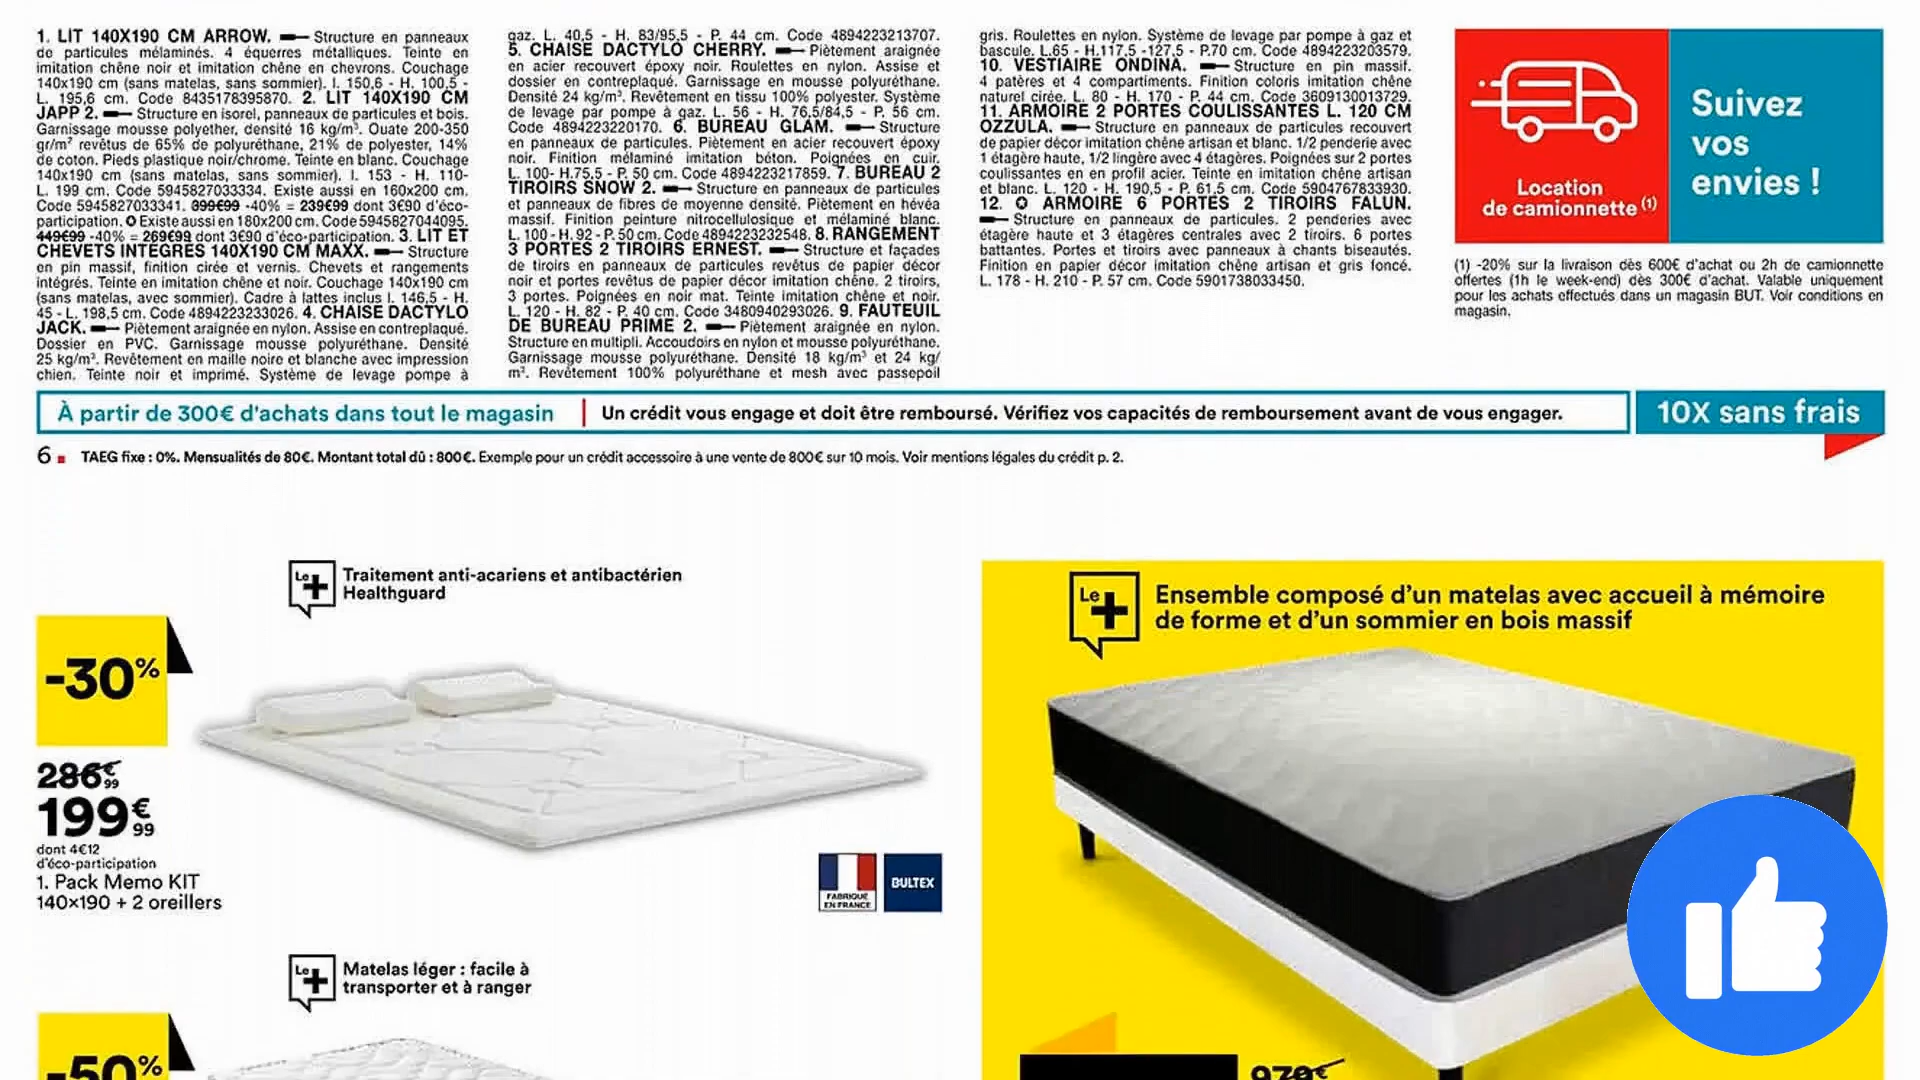 1. LIT 140X190 CM ARROW. Structure en panneaux
de particules mélaminés. 4 équerres métalliques. Teinte en
imitation chêne noir et imitation chêne en chevrons. Couchage
140x190 cm (sans matelas, sans sommier). l. 150,6 - H. 100,5 -
L. 195,6 cm. Code 8435178395870. 2. LIT 140X190 CM
JAPP 2. Structure en isorel, panneaux de particules et bois.
Garnissage mousse polyether, densité 16 kg/m³. Ouate 200-350
gr/m² revêtus de 65% de polyuréthane, 21% de polyester, 14%
de coton. Pieds plastique noir/chrome. Teinte en blanc. Couchage
140x190 cm (sans matelas, sans sommier). l. 153 - H. 110-
L. 199 cm. Code 5945827033334. Existe aussi en 160x200 cm.
Code 5945827033341. 399€99 -40% = 239€99 dont 3€90 d'éco-
participation. Existe aussi en 180x200 cm. Code 5945827044095.
449€99 -40% = 269€99 dont 3€90 d'éco-participation. 3. LIT ET
CHEVETS INTÉGRÉS 140X190 CM MAXX. Structure
en pin massif, finition cirée et vernis. Chevets et rangements
intégrés. Teinte en imitation chêne et noir. Couchage 140x190 cm
(sans matelas, avec sommier). Cadre à lattes inclus l. 146,5 - H.
45 - L. 198,5 cm. Code 4894223233026. 4. CHAISE DACTYLO
JACK. Piètement araignée en nylon. Assise en contreplaqué.
Dossier en PVC. Garnissage mousse polyuréthane. Densité
25 kg/m³. Revêtement en maille noire et blanche avec impression
chien. Teinte noir et imprimé. Système de levage pompe à
gaz. L. 40,5 - H. 83/95,5 - P. 44 cm. Code 4894223213707.
5. CHAISE DACTYLO CHERRY. Piètement araignée
en acier recouvert époxy noir. Roulettes en nylon. Assise et
dossier en contreplaqué. Garnissage en mousse polyuréthane.
Densité 24 kg/m³. Revêtement en tissu 100% polyester. Système
de levage par pompe à gaz. L. 56 - H. 76,5/84,5 - P. 56 cm.
Code 4894223220170. 6. BUREAU GLAM. Structure
en panneaux de particules. Piètement en acier recouvert époxy
noir. Finition mélaminé imitation béton. Poignées en cuir.
L. 100- H.75,5 - P. 50 cm. Code 4894223217859. 7. BUREAU 2
TIROIRS SNOW 2. Structure en panneaux de particules
et panneaux de fibres de moyenne densité. Piètement en hévéa
massif. Finition peinture nitrocellulosique et mélaminé blanc.
L. 100 - H. 92 - P. 50 cm. Code 4894223232548. 8. RANGEMENT
3 PORTES 2 TIROIRS ERNEST. Structure et façades
de tiroirs en panneaux de particules revêtus de papier décor
noir et portes revêtus de papier décor imitation chêne. 2 tiroirs,
3 portes. Poignées en noir mat. Teinte imitation chêne et noir.
L. 120 - H. 82 - P. 40 cm. Code 3480940293026. 9. FAUTEUIL
DE BUREAU PRIME 2. Piètement araignée en nylon.
Structure en multipli. Accoudoirs en nylon et mousse polyuréthane.
Garnissage mousse polyuréthane. Densité 18 kg/m³ et 24 kg/
m³. Revêtement 100% polyuréthane et mesh avec passepoil
gris. Roulettes en nylon. Système de levage par pompe à gaz et
bascule. L.65 - H.117,5 -127,5 - P.70 cm. Code 4894223203579.
10. VESTIAIRE ONDINA. Structure en pin massif.
4 patères et 4 compartiments. Finition coloris imitation chêne
naturel cirée. L. 80 - H. 170 - P. 44 cm. Code 3609130013729.
11. ARMOIRE 2 PORTES COULISSANTES L. 120 CM
OZZULA. Structure en panneaux de particules recouvert
de papier décor imitation chêne artisan et blanc. 1/2 penderie avec
1 étagère haute, 1/2 lingère avec 4 étagères. Poignées sur 2 portes
coulissantes en en profil acier. Teinte en imitation chêne artisan
et blanc. L. 120 - H. 190,5 - P. 61,5 cm. Code 5904767833930.
12. ARMOIRE 6 PORTES 2 TIROIRS FALUN.
Structure en panneaux de particules. 2 penderies avec
étagère haute et 3 étagères centrales avec 2 tiroirs. 6 portes
battantes. Portes et tiroirs avec panneaux à chants biseautés.
Finition en papier décor imitation chêne artisan et gris foncé.
L. 178 - H. 210 - P. 57 cm. Code 5901738033450.
Location
de camionnette (1)
Suivez
vos
envies !
(1) -20% sur la livraison dès 600€ d'achat ou 2h de camionnette
offertes (1h le week-end) dès 300€ d'achat. Valable uniquement
pour les achats effectués dans un magasin BUT. Voir conditions en
magasin.
À partir de 300€ d'achats dans tout le magasin | Un crédit vous engage et doit être remboursé. Vérifiez vos capacités de remboursement avant de vous engager.
10X sans frais
6 TAEG fixe : 0%. Mensualités de 80€. Montant total dû : 800€. Exemple pour un crédit accessoire à une vente de 800€ sur 10 mois. Voir mentions légales du crédit p. 2.
Le + Traitement anti-acariens et antibactérien
Healthguard
-30%
286€99
199€99
dont 4€12
d'éco-participation
1. Pack Memo KIT
140x190 + 2 oreillers
FABRIQUÉ
EN FRANCE
BULTEX
Le + Matelas léger : facile à
transporter et à ranger
-50%
Le + Ensemble composé d'un matelas avec accueil à mémoire
de forme et d'un sommier en bois massif
979€